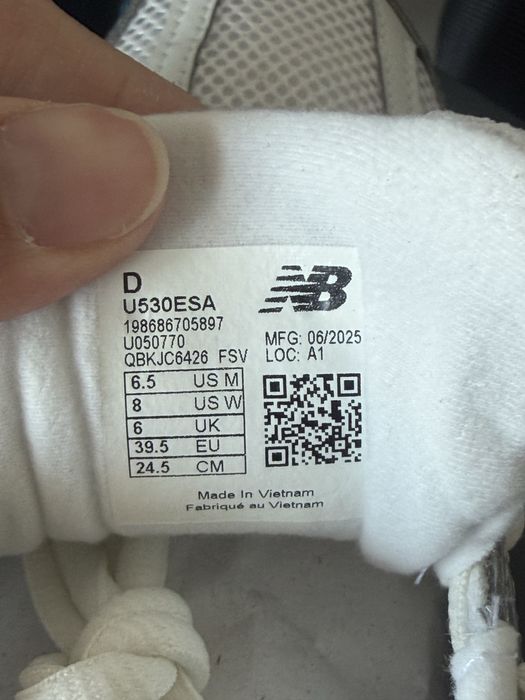 D
U530ESA
NB
198686705897
U050770
MFG: 06/2025
QBKJC6426 FSV
LOC: A1
6.5 US M
8 US W
6 UK
39.5 EU
24.5 CM
Made In Vietnam
Fabriqué au Vietnam